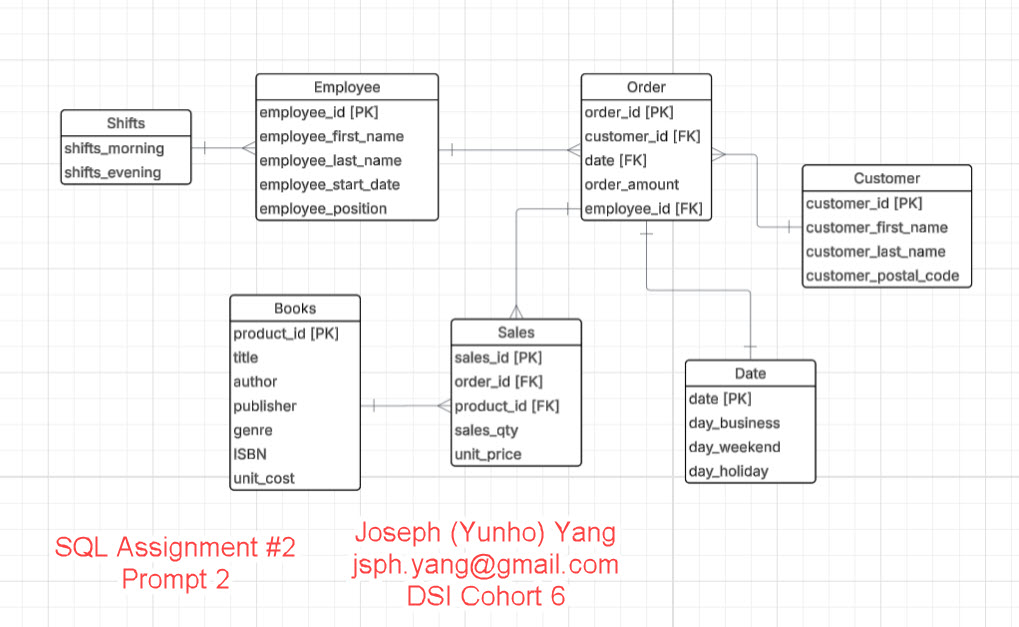 Shifts
shifts_morning
shifts_evening
Employee
employee_id [PK]
employee_first_name
employee_last_name
employee_start_date
employee_position
Order
order_id [PK]
customer_id [FK]
date [FK]
order_amount
employee_id [FK]
Customer
customer_id [PK]
customer_first_name
customer_last_name
customer_postal_code
Books
product_id [PK]
title
author
publisher
genre
ISBN
unit_cost
Sales
sales_id [PK]
order_id [FK]
product_id [FK]
sales_qty
unit_price
Date
date [PK]
day_business
day_weekend
day_holiday
SQL Assignment #2
Prompt 2
Joseph (Yunho) Yang
jsph.yang@gmail.com
DSI Cohort 6